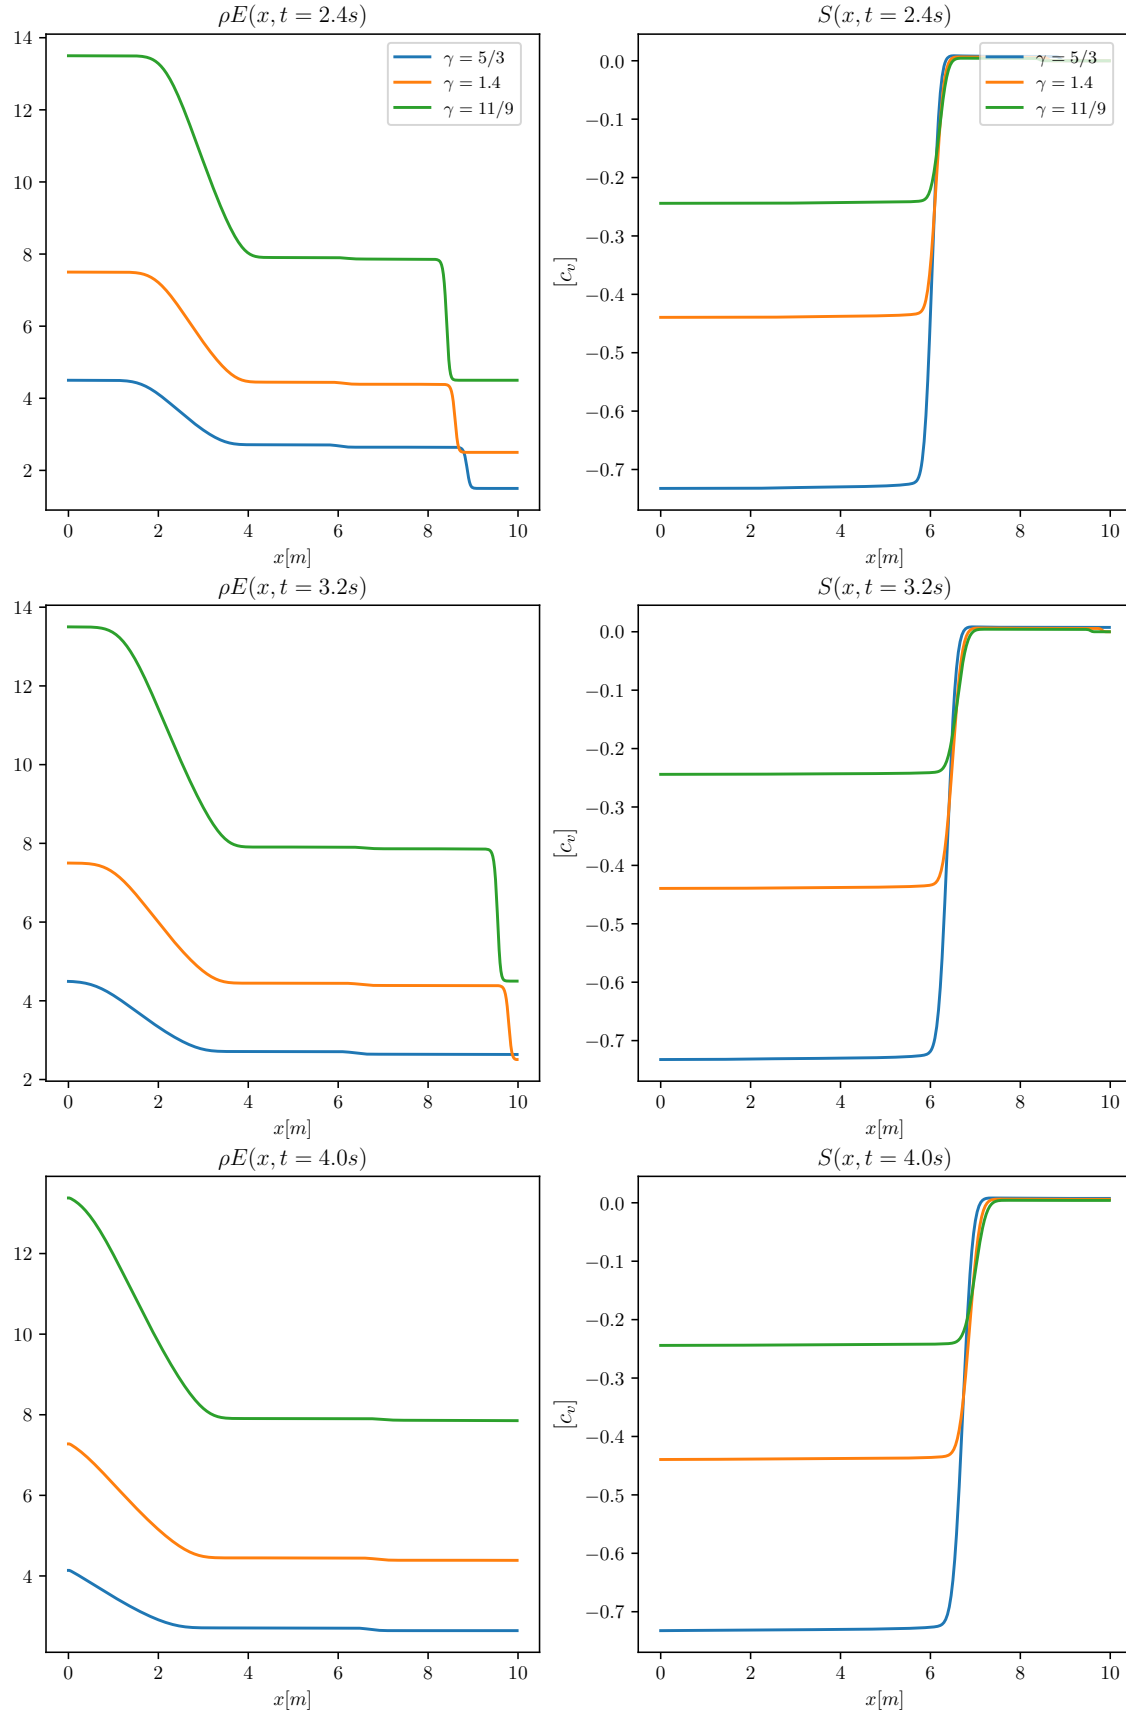 ρE(x, t = 2.4s)
14
12
10
8
6
4
2
0 2 4 6 8 10
x[m]
γ = 5/3
γ = 1.4
γ = 11/9
S(x, t = 2.4s)
[c_v]
0.0
−0.1
−0.2
−0.3
−0.4
−0.5
−0.6
−0.7
0 2 4 6 8 10
x[m]
γ = 5/3
γ = 1.4
γ = 11/9
ρE(x, t = 3.2s)
14
12
10
8
6
4
2
0 2 4 6 8 10
x[m]
S(x, t = 3.2s)
[c_v]
0.0
−0.1
−0.2
−0.3
−0.4
−0.5
−0.6
−0.7
0 2 4 6 8 10
x[m]
ρE(x, t = 4.0s)
12
10
8
6
4
0 2 4 6 8 10
x[m]
S(x, t = 4.0s)
[c_v]
0.0
−0.1
−0.2
−0.3
−0.4
−0.5
−0.6
−0.7
0 2 4 6 8 10
x[m]